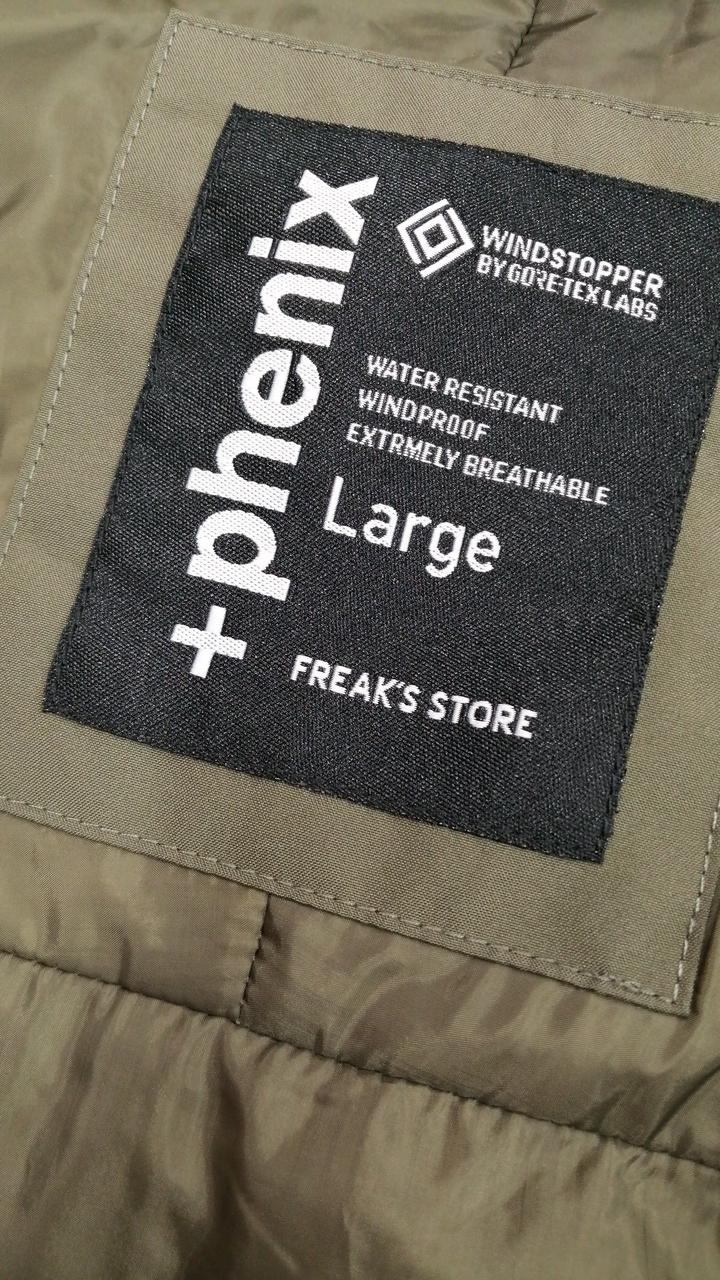 +phenix
WINDSTOPPER
BY GORE-TEX LABS
WATER RESISTANT
WINDPROOF
EXTRMELY BREATHABLE
Large
FREAK'S STORE